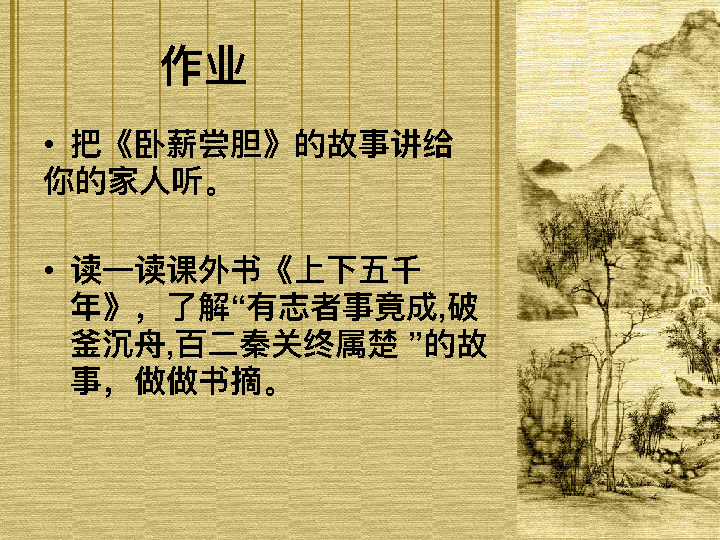 作业
• 把《卧薪尝胆》的故事讲给
你的家人听。
• 读一读课外书《上下五千
年》，了解“有志者事竟成,破
釜沉舟,百二秦关终属楚 ”的故
事，做做书摘。